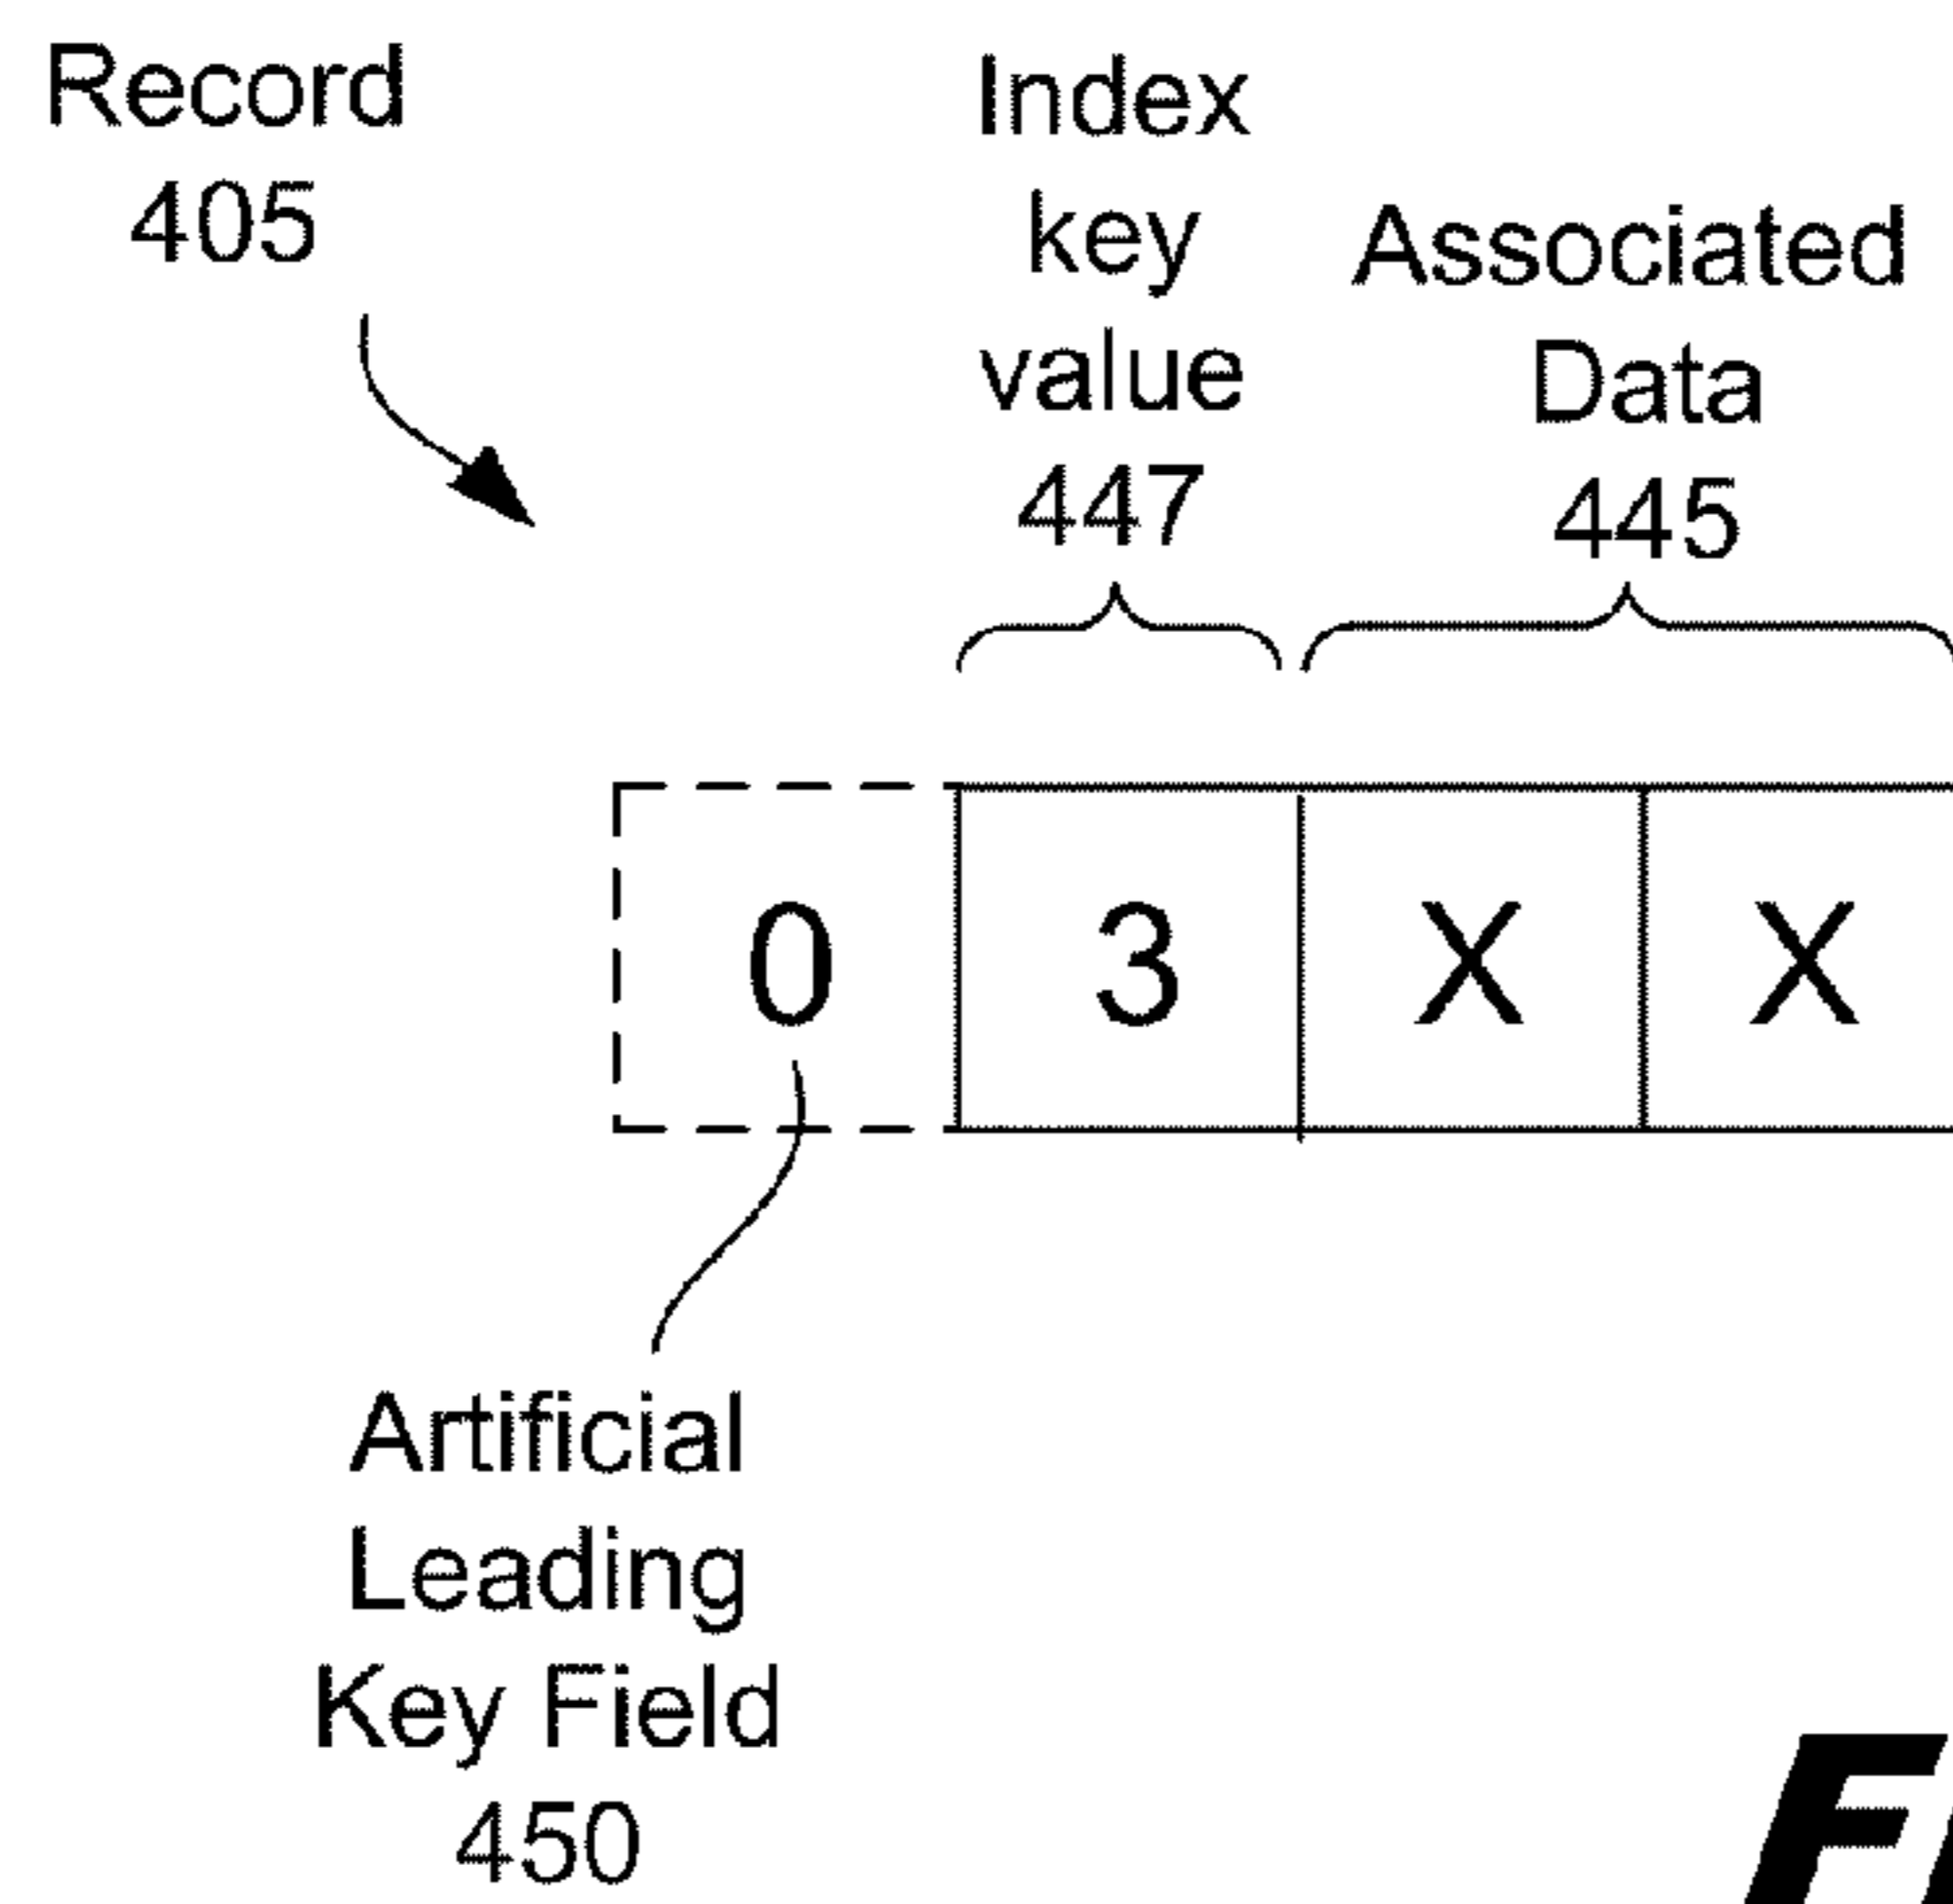 Record
405
Index
key
value
447
Associated
Data
445
0 3 X X
Artificial
Leading
Key Field
450